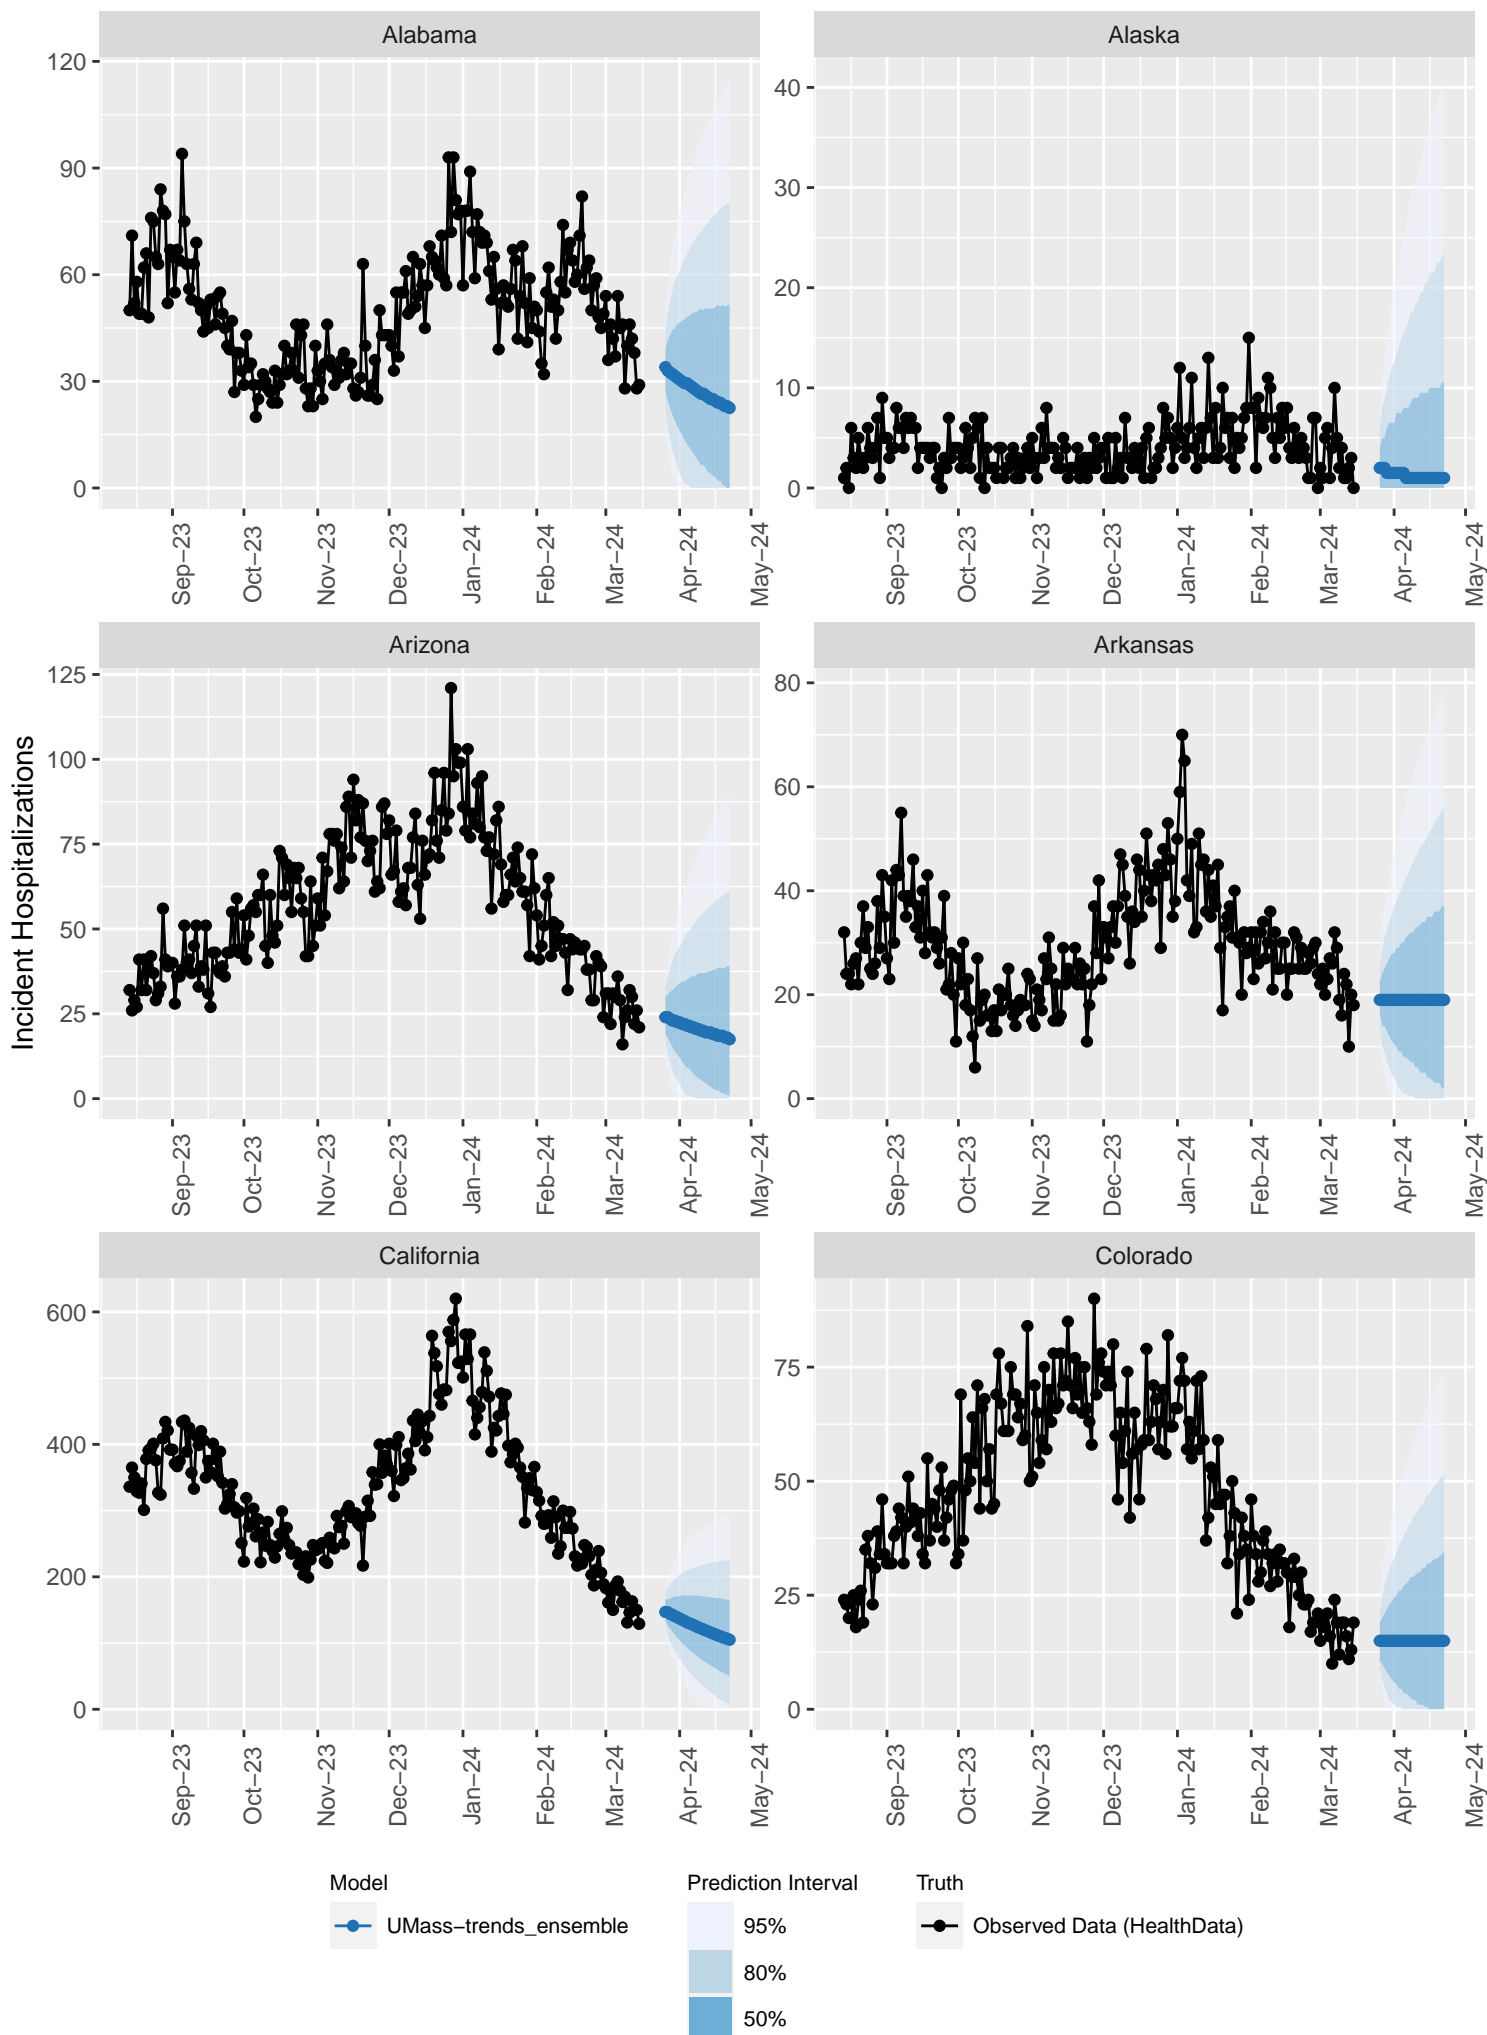 Alabama
Alaska
120
90
60
30
0
40
30
20
10
0
Sep−23
Oct−23
Nov−23
Dec−23
Jan−24
Feb−24
Mar−24
Apr−24
May−24
Sep−23
Oct−23
Nov−23
Dec−23
Jan−24
Feb−24
Mar−24
Apr−24
May−24
Incident Hospitalizations
Arizona
Arkansas
125
100
75
50
25
0
80
60
40
20
0
Sep−23
Oct−23
Nov−23
Dec−23
Jan−24
Feb−24
Mar−24
Apr−24
May−24
Sep−23
Oct−23
Nov−23
Dec−23
Jan−24
Feb−24
Mar−24
Apr−24
May−24
California
Colorado
600
400
200
0
75
50
25
0
Sep−23
Oct−23
Nov−23
Dec−23
Jan−24
Feb−24
Mar−24
Apr−24
May−24
Sep−23
Oct−23
Nov−23
Dec−23
Jan−24
Feb−24
Mar−24
Apr−24
May−24
Model
UMass−trends_ensemble
Prediction Interval
95%
80%
50%
Truth
Observed Data (HealthData)